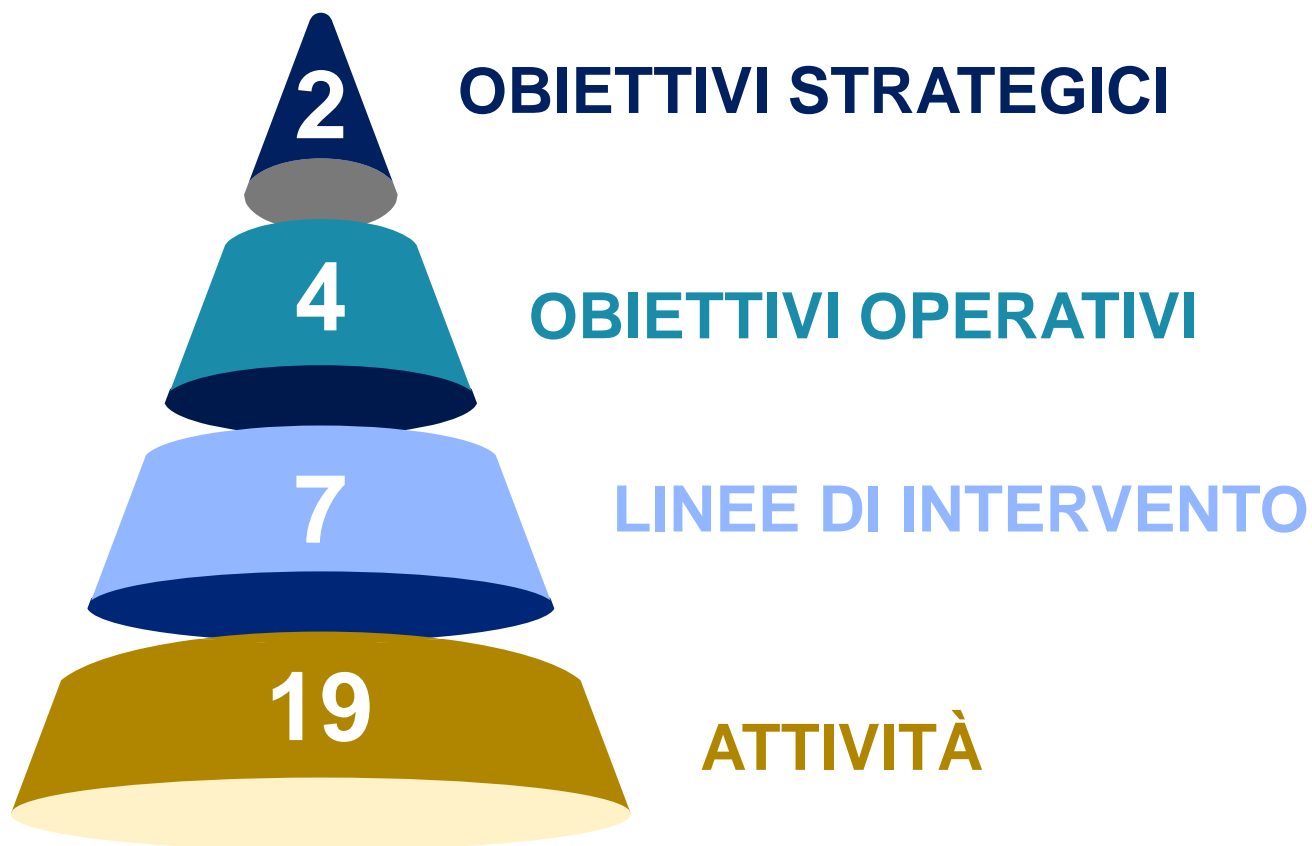 2
OBIETTIVI STRATEGICI
4
OBIETTIVI OPERATIVI
7
LINEE DI INTERVENTO
19
ATTIVITÀ